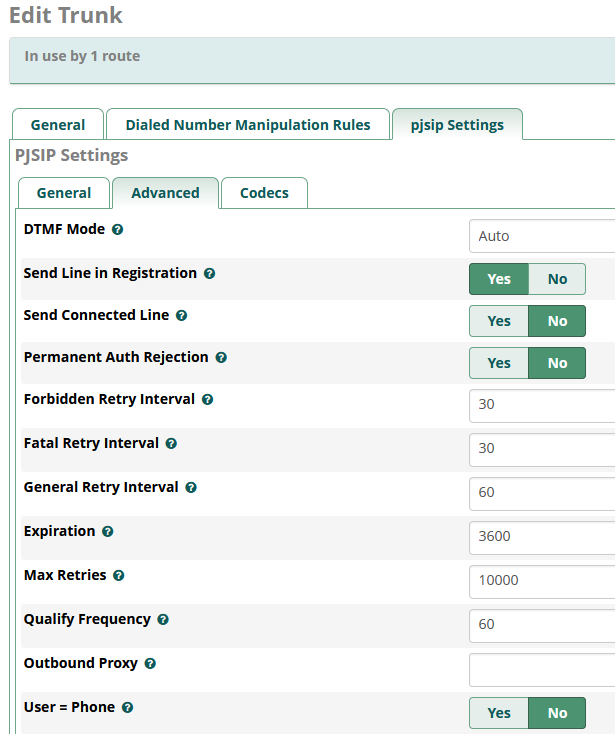 Edit Trunk
In use by 1 route
General Dialed Number Manipulation Rules pjsip Settings
PJSIP Settings
General Advanced Codecs
DTMF Mode ? Auto
Send Line in Registration ? Yes No
Send Connected Line ? Yes No
Permanent Auth Rejection ? Yes No
Forbidden Retry Interval ? 30
Fatal Retry Interval ? 30
General Retry Interval ? 60
Expiration ? 3600
Max Retries ? 10000
Qualify Frequency ? 60
Outbound Proxy ?
User = Phone ? Yes No